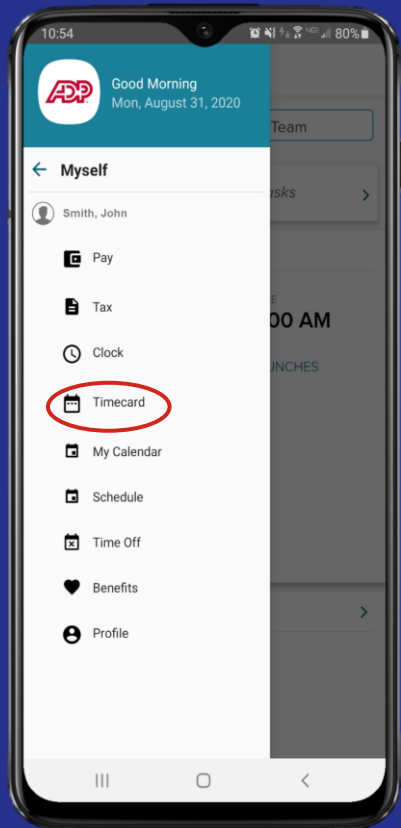 10:54
80%
ADP
Good Morning
Mon, August 31, 2020
Team
Myself
asks
Smith, John
Pay
Tax
E
00 AM
Clock
UNCHES
Timecard
My Calendar
Schedule
Time Off
Benefits
Profile